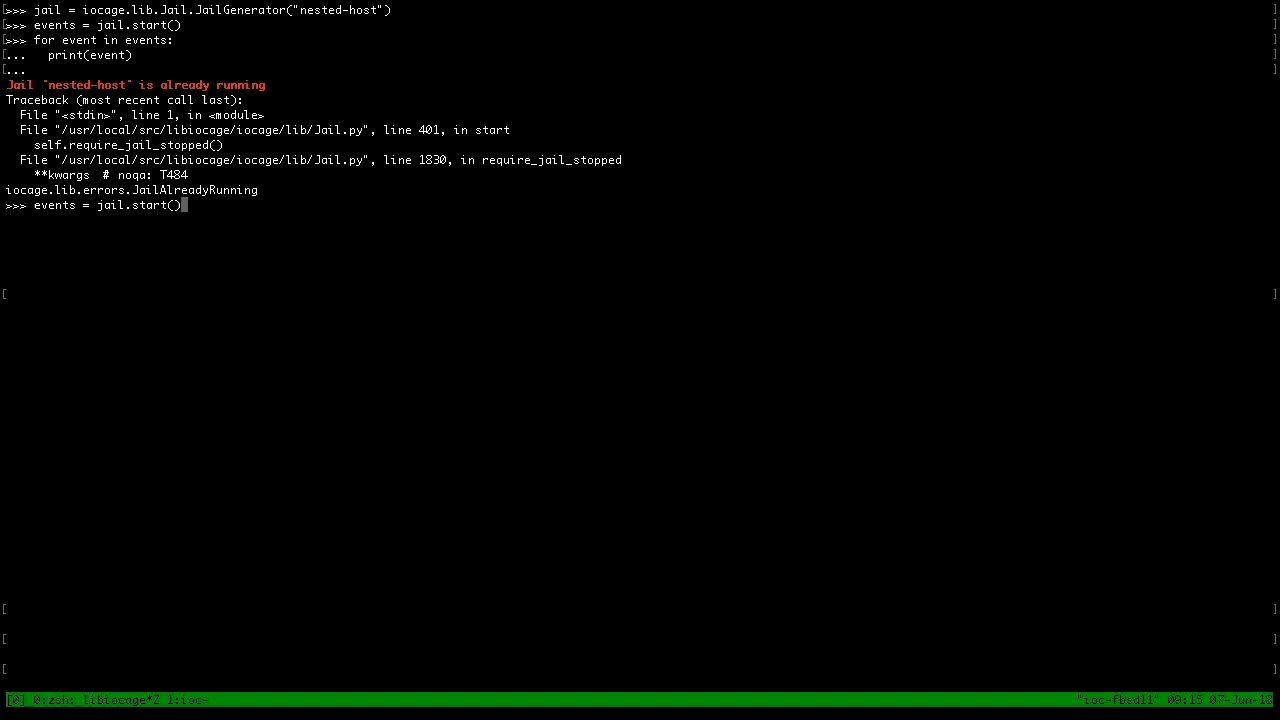 [>>> jail = iocage.lib.Jail.JailGenerator("nested-host") ]
[>>> events = jail.start() ]
[>>> for event in events: ]
[...   print(event) ]
[... ]
Jail 'nested-host' is already running
Traceback (most recent call last):
  File "<stdin>", line 1, in <module>
  File "/usr/local/src/libiocage/iocage/lib/Jail.py", line 401, in start
    self.require_jail_stopped()
  File "/usr/local/src/libiocage/iocage/lib/Jail.py", line 1830, in require_jail_stopped
    **kwargs  # noqa: T484
iocage.lib.errors.JailAlreadyRunning
>>> events = jail.start()
[ ]
[ ]
[ ]
[ ]
[0] 0:zsh: libiocage*Z 1:ioc- "ioc-fbsd11" 09:15 07-Jun-18